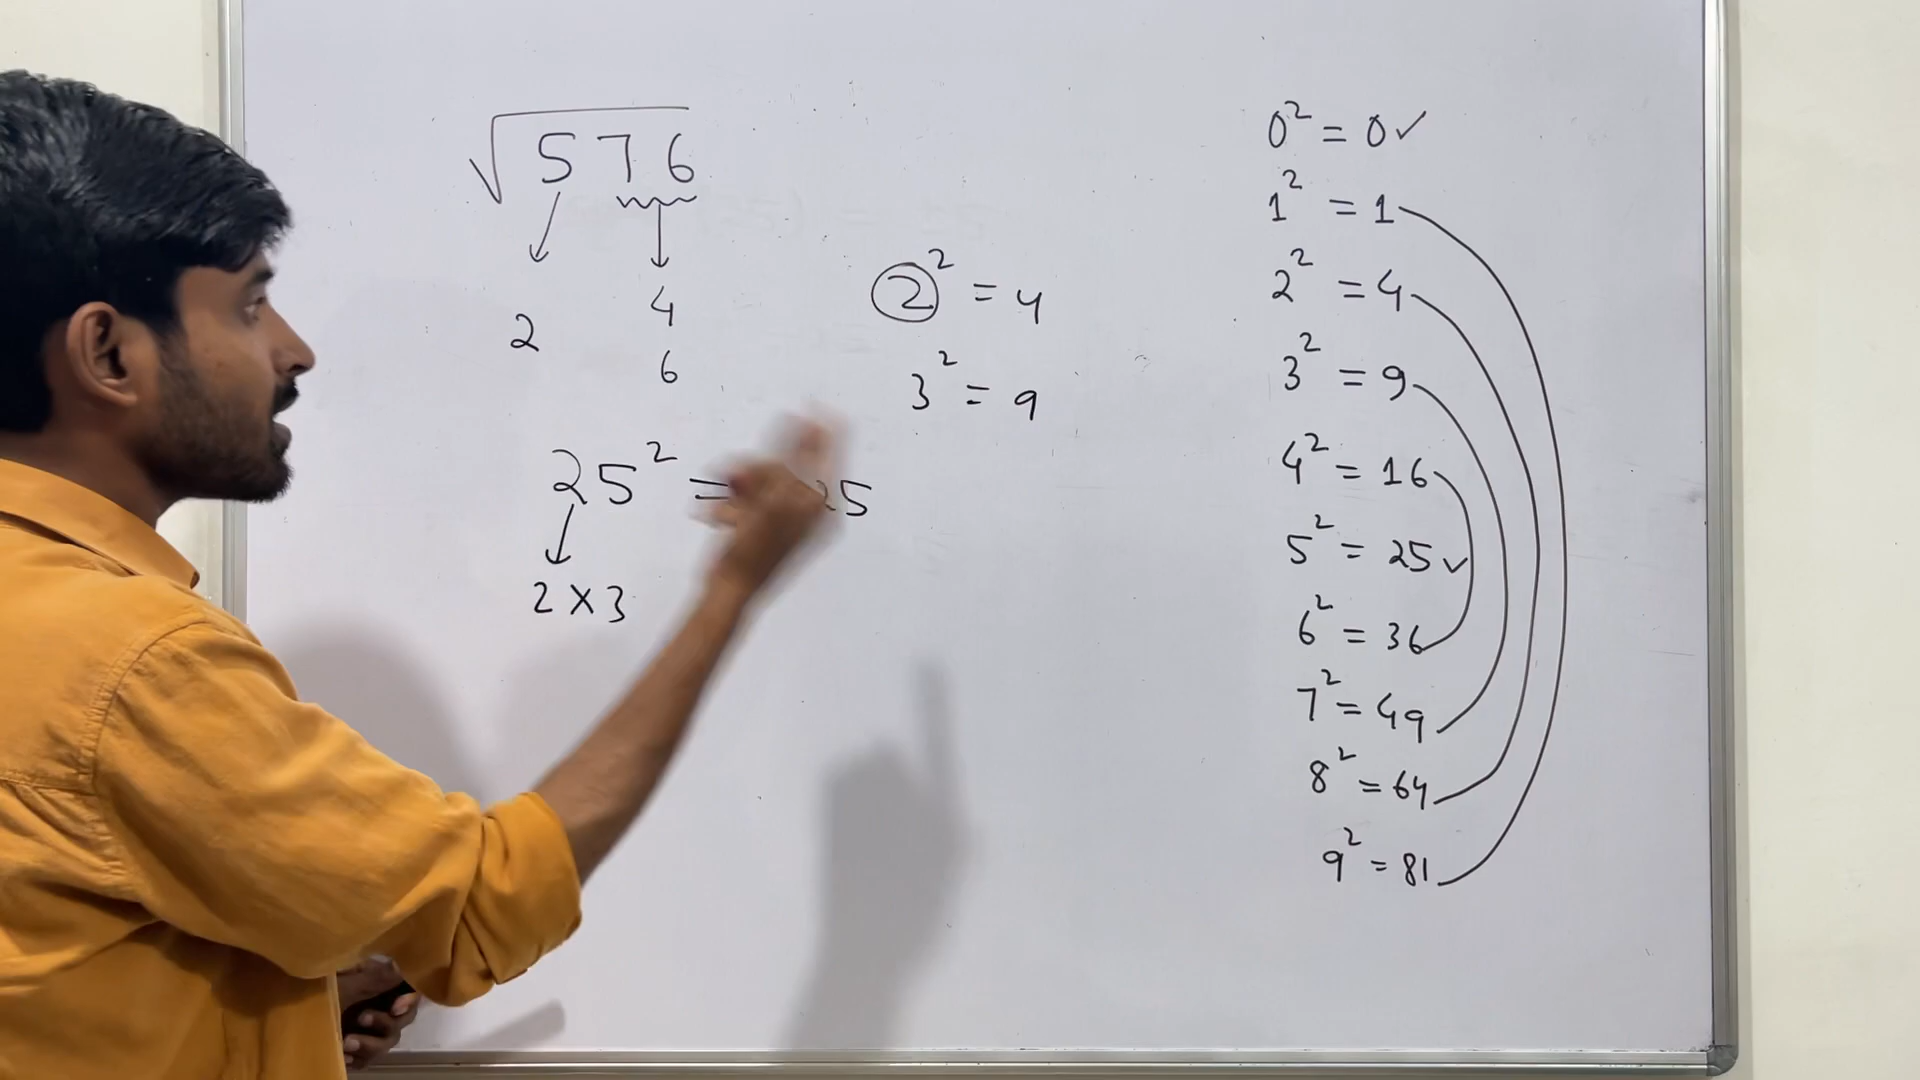 √576
2
4
6
2² = 4
3² = 9
25² = 25
2 × 3
0² = 0 ✓
1² = 1
2² = 4
3² = 9
4² = 16
5² = 25 ✓
6² = 36
7² = 49
8² = 64
9² = 81